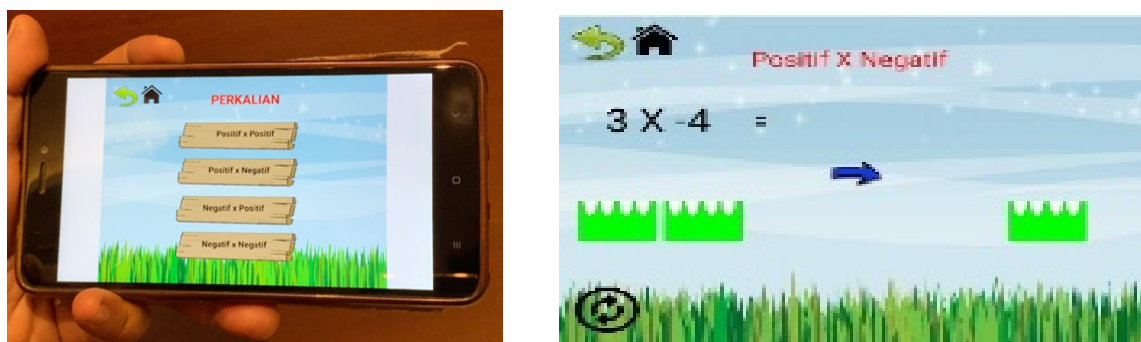 PERKALIAN
Positif x Positif
Positif x Negatif
Negatif x Positif
Negatif x Negatif
Positif X Negatif
3 X -4 =